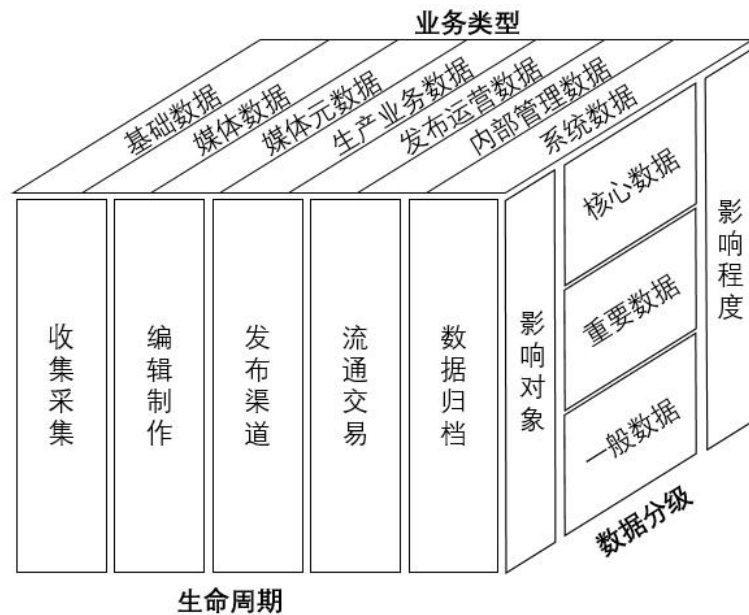 业务类型
基础数据
媒体数据
媒体元数据
生产业务数据
发布运营数据
内部管理数据
系统数据
收集采集
编辑制作
发布渠道
流通交易
数据归档
影响对象
核心数据
重要数据
一般数据
影响程度
数据分级
生命周期